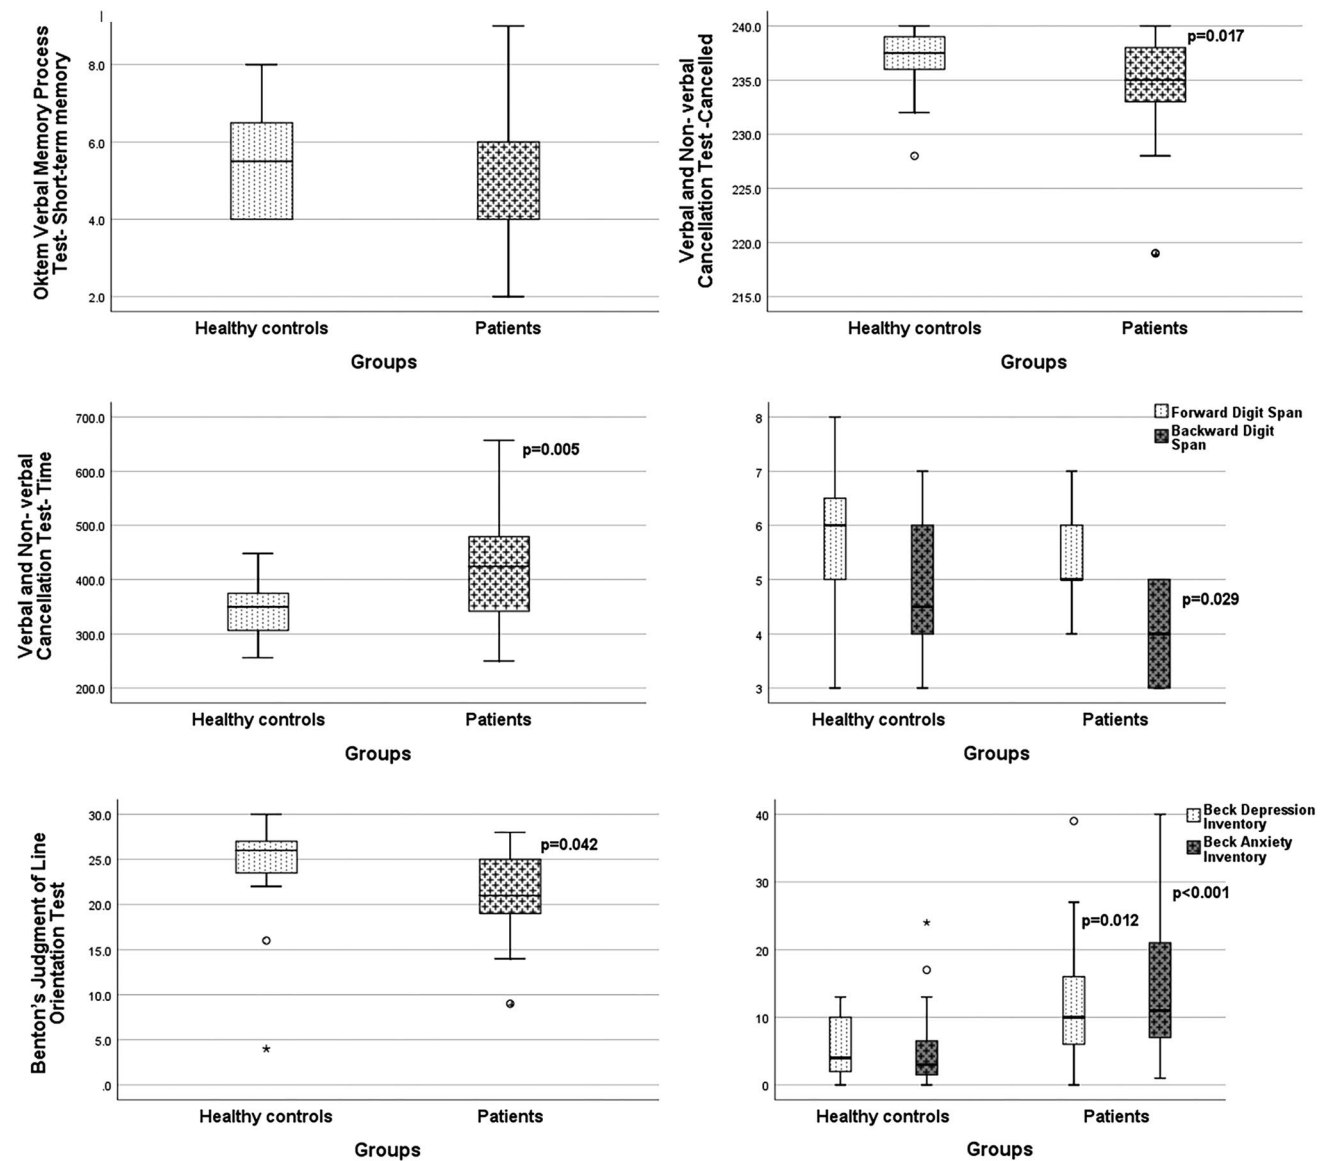 Oktem Verbal Memory Process
Test- Short-term memory
8.0
6.0
4.0
2.0
Healthy controls
Patients
Groups
Verbal and Non- verbal
Cancellation Test -Cancelled
240.0
235.0
230.0
225.0
220.0
215.0
p=0.017
Healthy controls
Patients
Groups
Verbal and Non- verbal
Cancellation Test- Time
700.0
600.0
500.0
400.0
300.0
200.0
p=0.005
Healthy controls
Patients
Groups
8
7
6
5
4
3
Forward Digit Span
Backward Digit
Span
p=0.029
Healthy controls
Patients
Groups
Benton's Judgment of Line
Orientation Test
30.0
25.0
20.0
15.0
10.0
5.0
.0
p=0.042
Healthy controls
Patients
Groups
40
30
20
10
0
Beck Depression
Inventory
Beck Anxiety
Inventory
p=0.012
p<0.001
Healthy controls
Patients
Groups